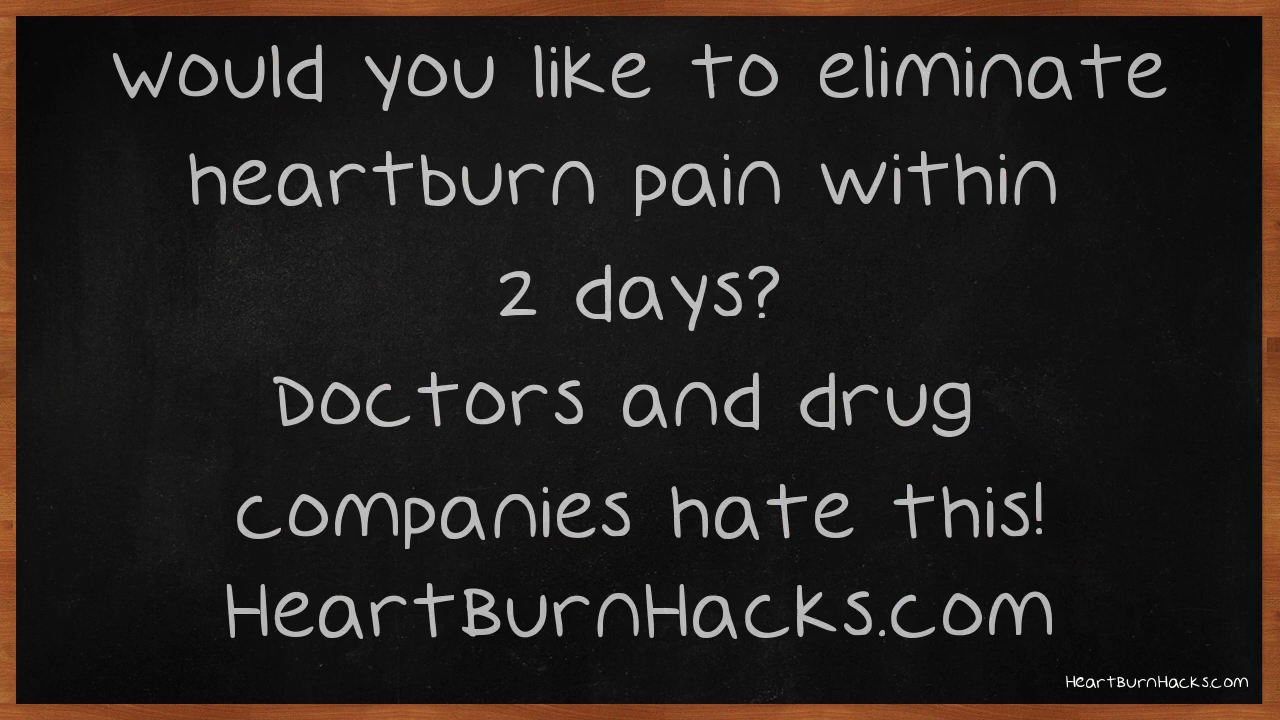 Would you like to eliminate
heartburn pain within
2 days?
Doctors and drug
companies hate this!
HeartBurnHacks.com
HeartBurnHacks.com